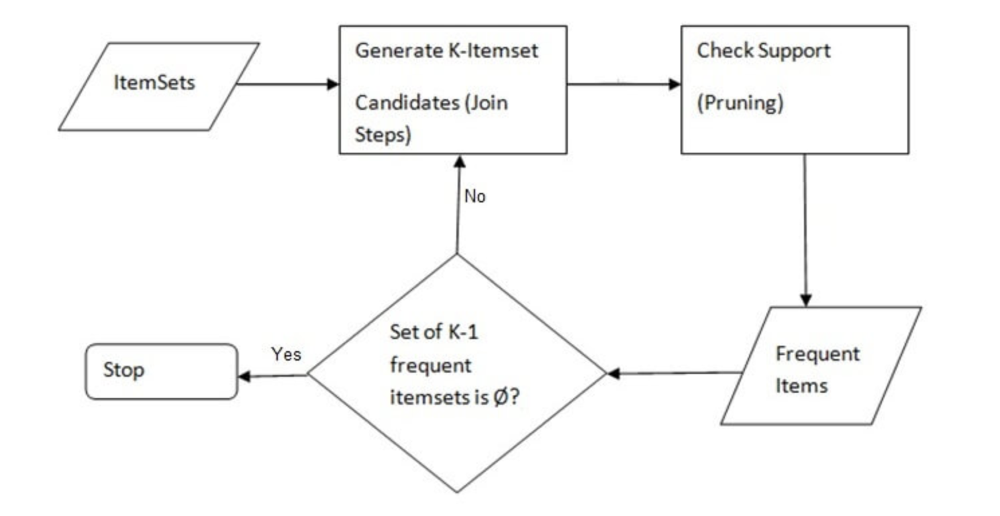 ItemSets
Generate K-Itemset
Candidates (Join
Steps)
Check Support
(Pruning)
No
Set of K-1
frequent
itemsets is Ø?
Yes
Stop
Frequent
Items